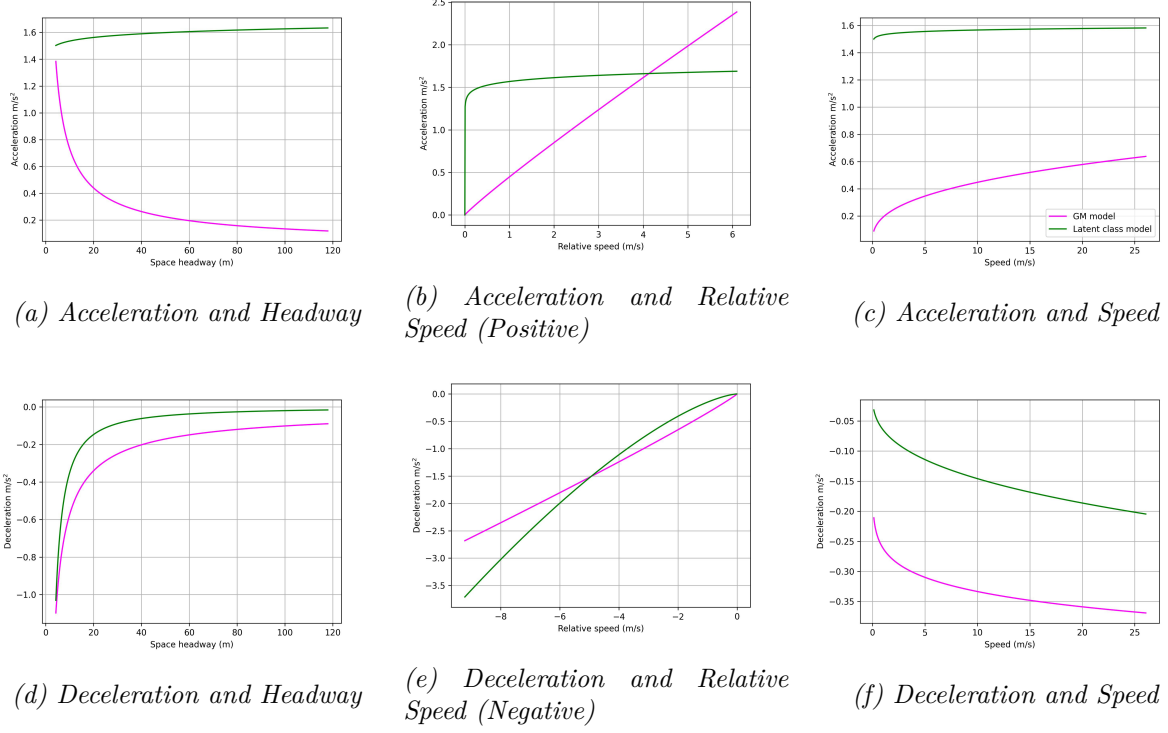 1.6
1.4
1.2
1.0
0.8
0.6
0.4
0.2
Acceleration m/s²
0 20 40 60 80 100 120
Space headway (m)
(a) Acceleration and Headway
2.5
2.0
1.5
1.0
0.5
0.0
Acceleration m/s²
0 1 2 3 4 5 6
Relative speed (m/s)
(b) Acceleration and Relative
Speed (Positive)
1.6
1.4
1.2
1.0
0.8
0.6
0.4
0.2
Acceleration m/s²
GM model
Latent class model
0 5 10 15 20 25
Speed (m/s)
(c) Acceleration and Speed
0.0
−0.2
−0.4
−0.6
−0.8
−1.0
Deceleration m/s²
0 20 40 60 80 100 120
Space headway (m)
(d) Deceleration and Headway
0.0
−0.5
−1.0
−1.5
−2.0
−2.5
−3.0
−3.5
Deceleration m/s²
−8 −6 −4 −2 0
Relative speed (m/s)
(e) Deceleration and Relative
Speed (Negative)
−0.05
−0.10
−0.15
−0.20
−0.25
−0.30
−0.35
Deceleration m/s²
0 5 10 15 20 25
Speed (m/s)
(f) Deceleration and Speed